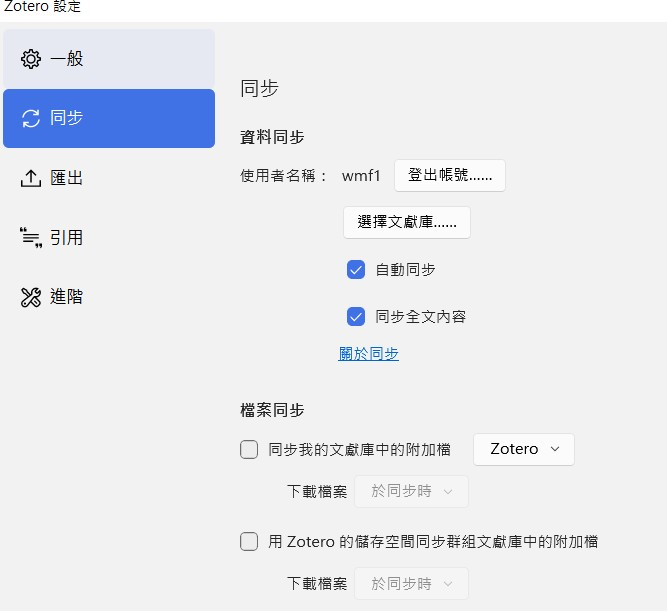 Zotero 設定
一般
同步
匯出
引用
進階
同步
資料同步
使用者名稱： wmf1 登出帳號......
選擇文獻庫......
自動同步
同步全文內容
關於同步
檔案同步
同步我的文獻庫中的附加檔 Zotero
下載檔案 於同步時
用 Zotero 的儲存空間同步群組文獻庫中的附加檔
下載檔案 於同步時